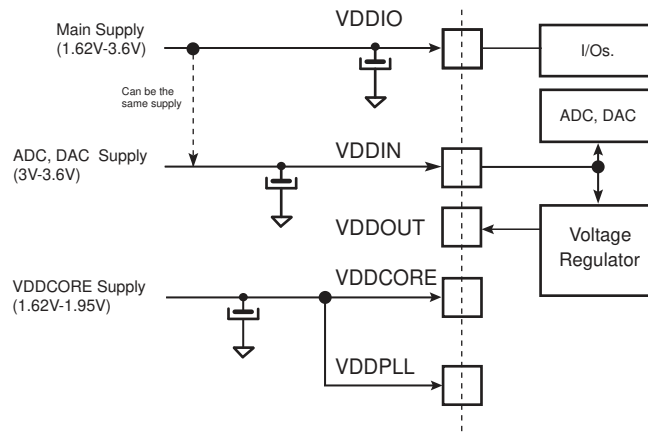 Main Supply
(1.62V-3.6V)
VDDIO
I/Os.
Can be the
same supply
ADC, DAC
ADC, DAC Supply
(3V-3.6V)
VDDIN
VDDOUT
Voltage
Regulator
VDDCORE Supply
(1.62V-1.95V)
VDDCORE
VDDPLL